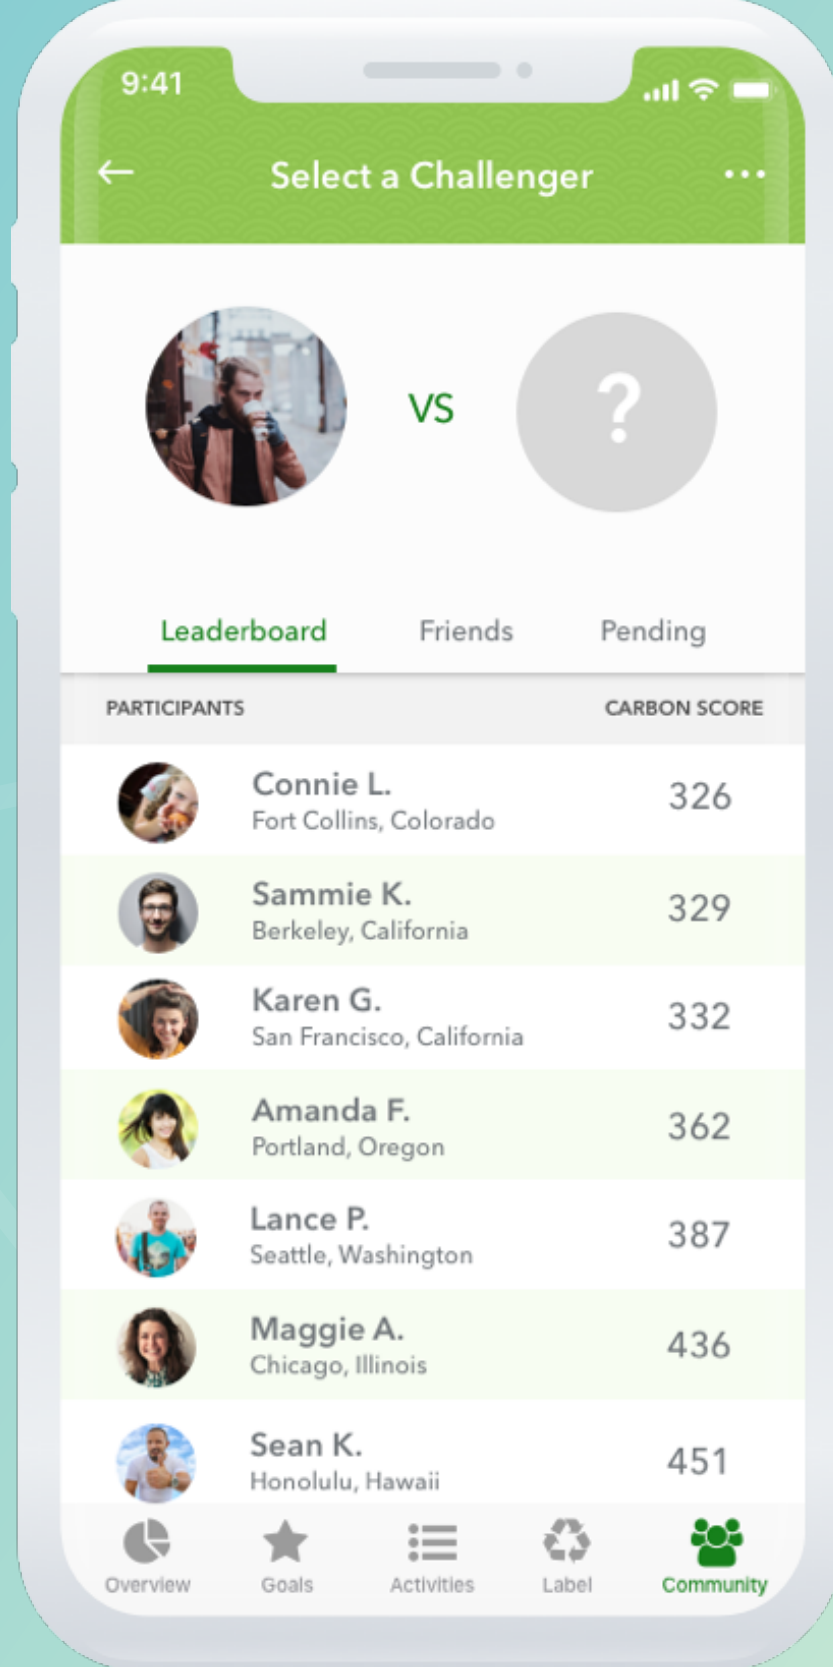 9:41
Select a Challenger
VS
?
Leaderboard Friends Pending
PARTICIPANTS CARBON SCORE
Connie L.
Fort Collins, Colorado
326
Sammie K.
Berkeley, California
329
Karen G.
San Francisco, California
332
Amanda F.
Portland, Oregon
362
Lance P.
Seattle, Washington
387
Maggie A.
Chicago, Illinois
436
Sean K.
Honolulu, Hawaii
451
Overview Goals Activities Label Community